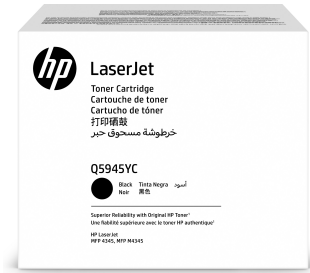 hp
LaserJet
Toner Cartridge
Cartouche de toner
Cartucho de tóner
打印硒鼓
خرطوشة مسحوق حبر
Q5945YC
Black Tinta Negra أسود
Noir 黑色
Superior Reliability with Original HP Toner¹
Une fiabilité supérieure avec le toner HP authentique¹
HP LaserJet
MFP 4345, MFP M4345